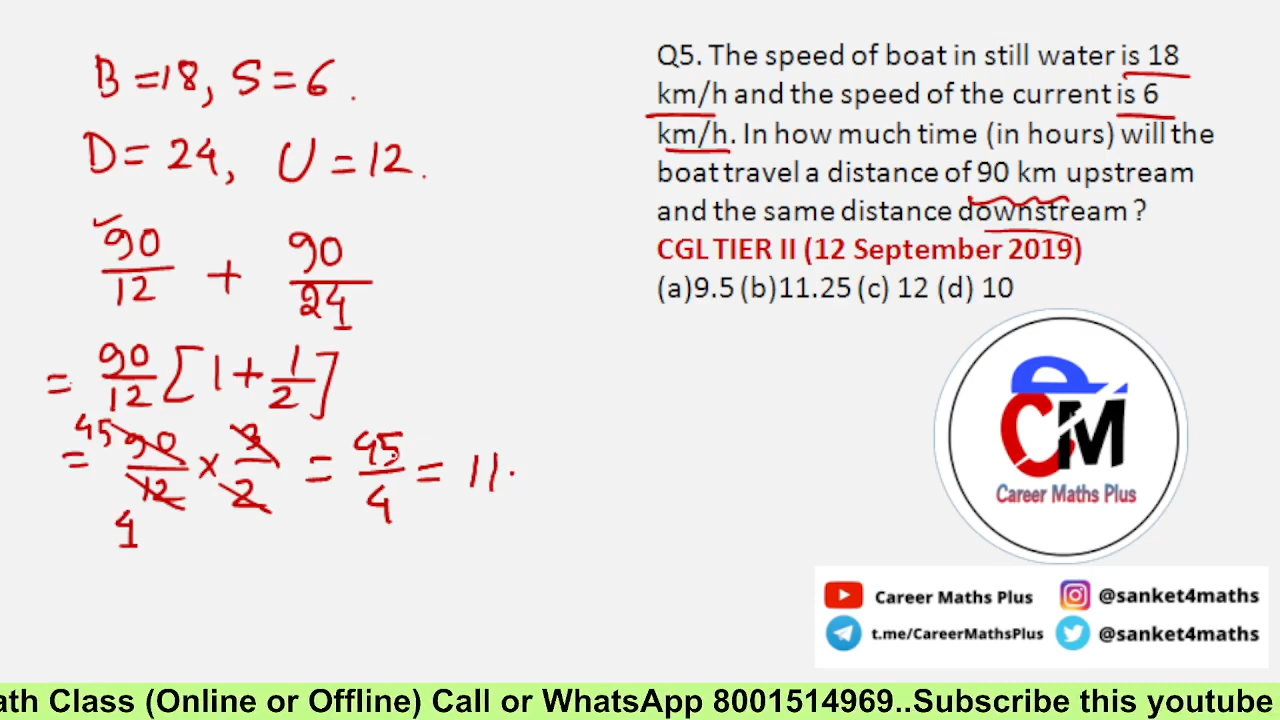 B = 18, S = 6.
D = 24, U = 12.
90/12 + 90/24
= 90/12 [1 + 1/2]
= 45 90/12 4 × 3/2 = 45/4 = 11.
Q5. The speed of boat in still water is 18
km/h and the speed of the current is 6
km/h. In how much time (in hours) will the
boat travel a distance of 90 km upstream
and the same distance downstream ?
CGL TIER II (12 September 2019)
(a)9.5 (b)11.25 (c) 12 (d) 10
CM
Career Maths Plus
Career Maths Plus @sanket4maths
t.me/CareerMathsPlus @sanket4maths
ath Class (Online or Offline) Call or WhatsApp 8001514969..Subscribe this youtube